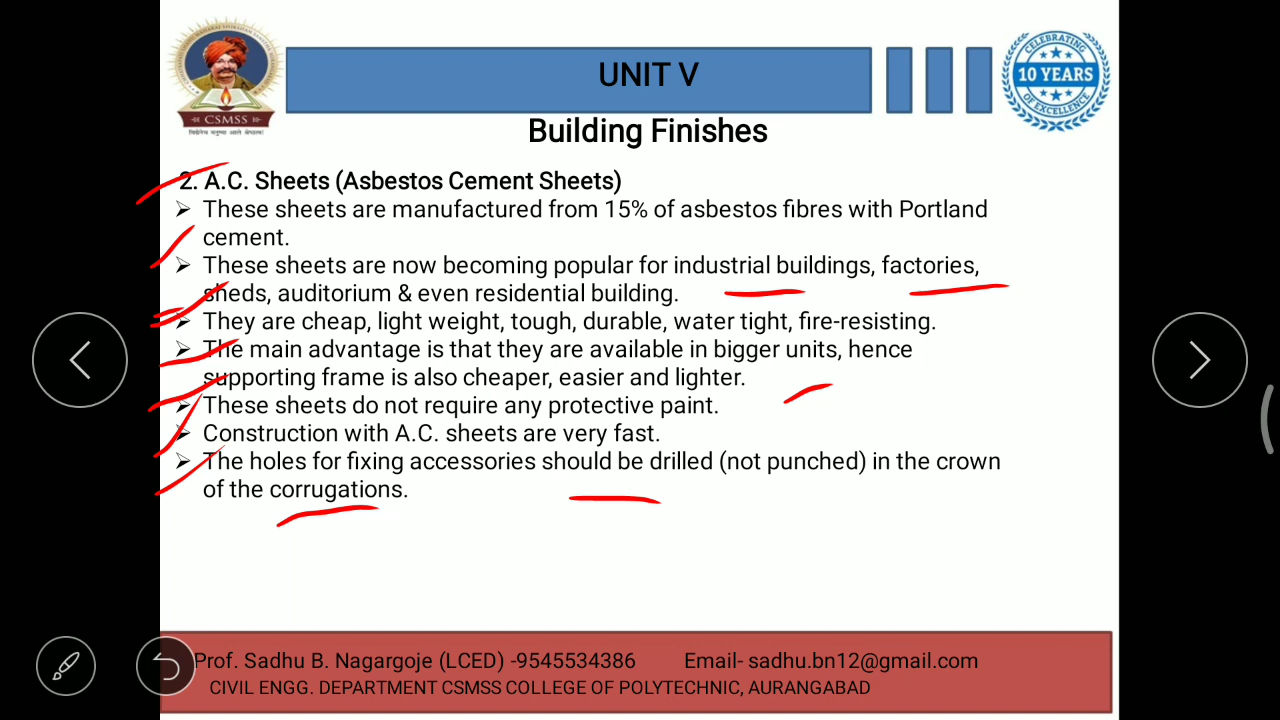 UNIT V
CELEBRATING
10 YEARS
OF EXCELLENCE
CSMSS
Building Finishes
2. A.C. Sheets (Asbestos Cement Sheets)
➢ These sheets are manufactured from 15% of asbestos fibres with Portland
cement.
➢ These sheets are now becoming popular for industrial buildings, factories,
sheds, auditorium & even residential building.
➢ They are cheap, light weight, tough, durable, water tight, fire-resisting.
➢ The main advantage is that they are available in bigger units, hence
supporting frame is also cheaper, easier and lighter.
➢ These sheets do not require any protective paint.
➢ Construction with A.C. sheets are very fast.
➢ The holes for fixing accessories should be drilled (not punched) in the crown
of the corrugations.
Prof. Sadhu B. Nagargoje (LCED) -9545534386 Email- sadhu.bn12@gmail.com
CIVIL ENGG. DEPARTMENT CSMSS COLLEGE OF POLYTECHNIC, AURANGABAD